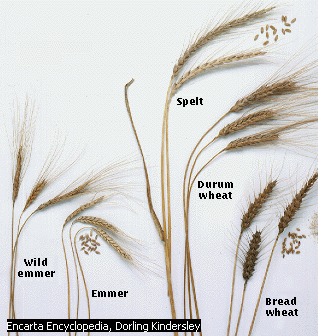 Spelt
Durum
wheat
Wild
emmer
Emmer
Bread
wheat
Encarta Encyclopedia, Dorling Kindersley